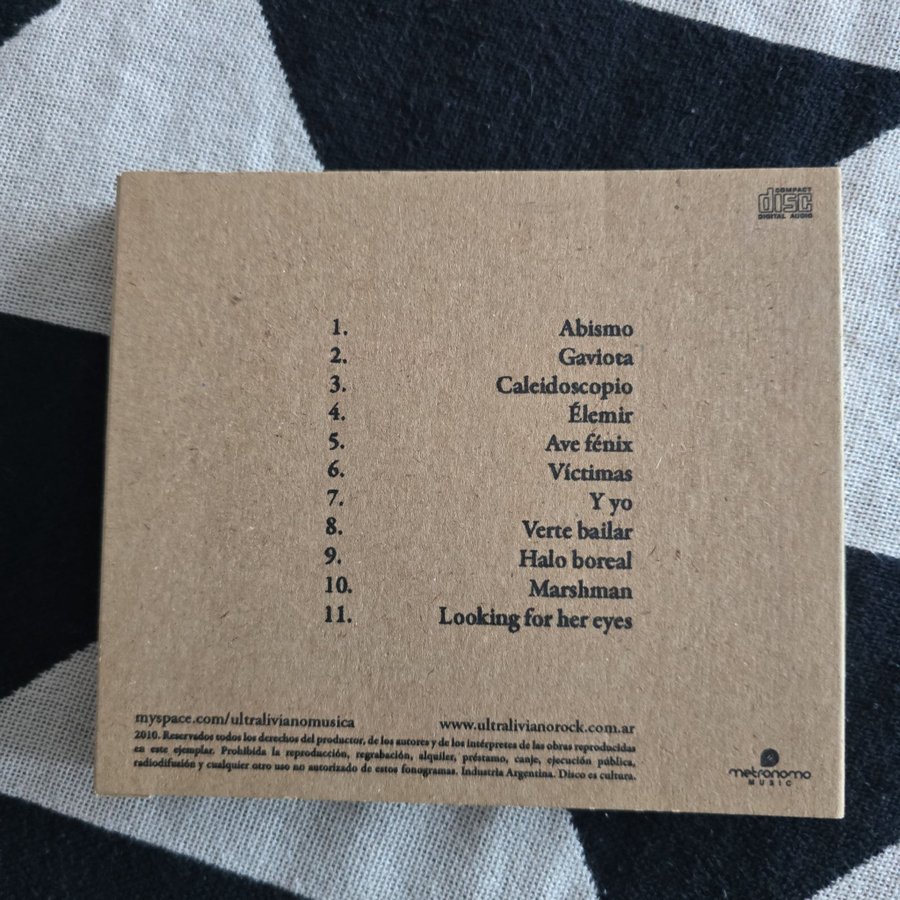 COMPACT
disc
DIGITAL AUDIO
1. Abismo
2. Gaviota
3. Caleidoscopio
4. Élemir
5. Ave fénix
6. Víctimas
7. Y yo
8. Verte bailar
9. Halo boreal
10. Marshman
11. Looking for her eyes
myspace.com/ultralivianomusica www.ultralivianorock.com.ar
2010. Reservados todos los derechos del productor, de los autores y de los intérpretes de las obras reproducidas
en este ejemplar. Prohibida la reproducción, regrabación, alquiler, préstamo, canje, ejecución pública,
radiodifusión y cualquier otro uso no autorizado de estos fonogramas. Industria Argentina. Disco es cultura.
metronomo
MUSIC